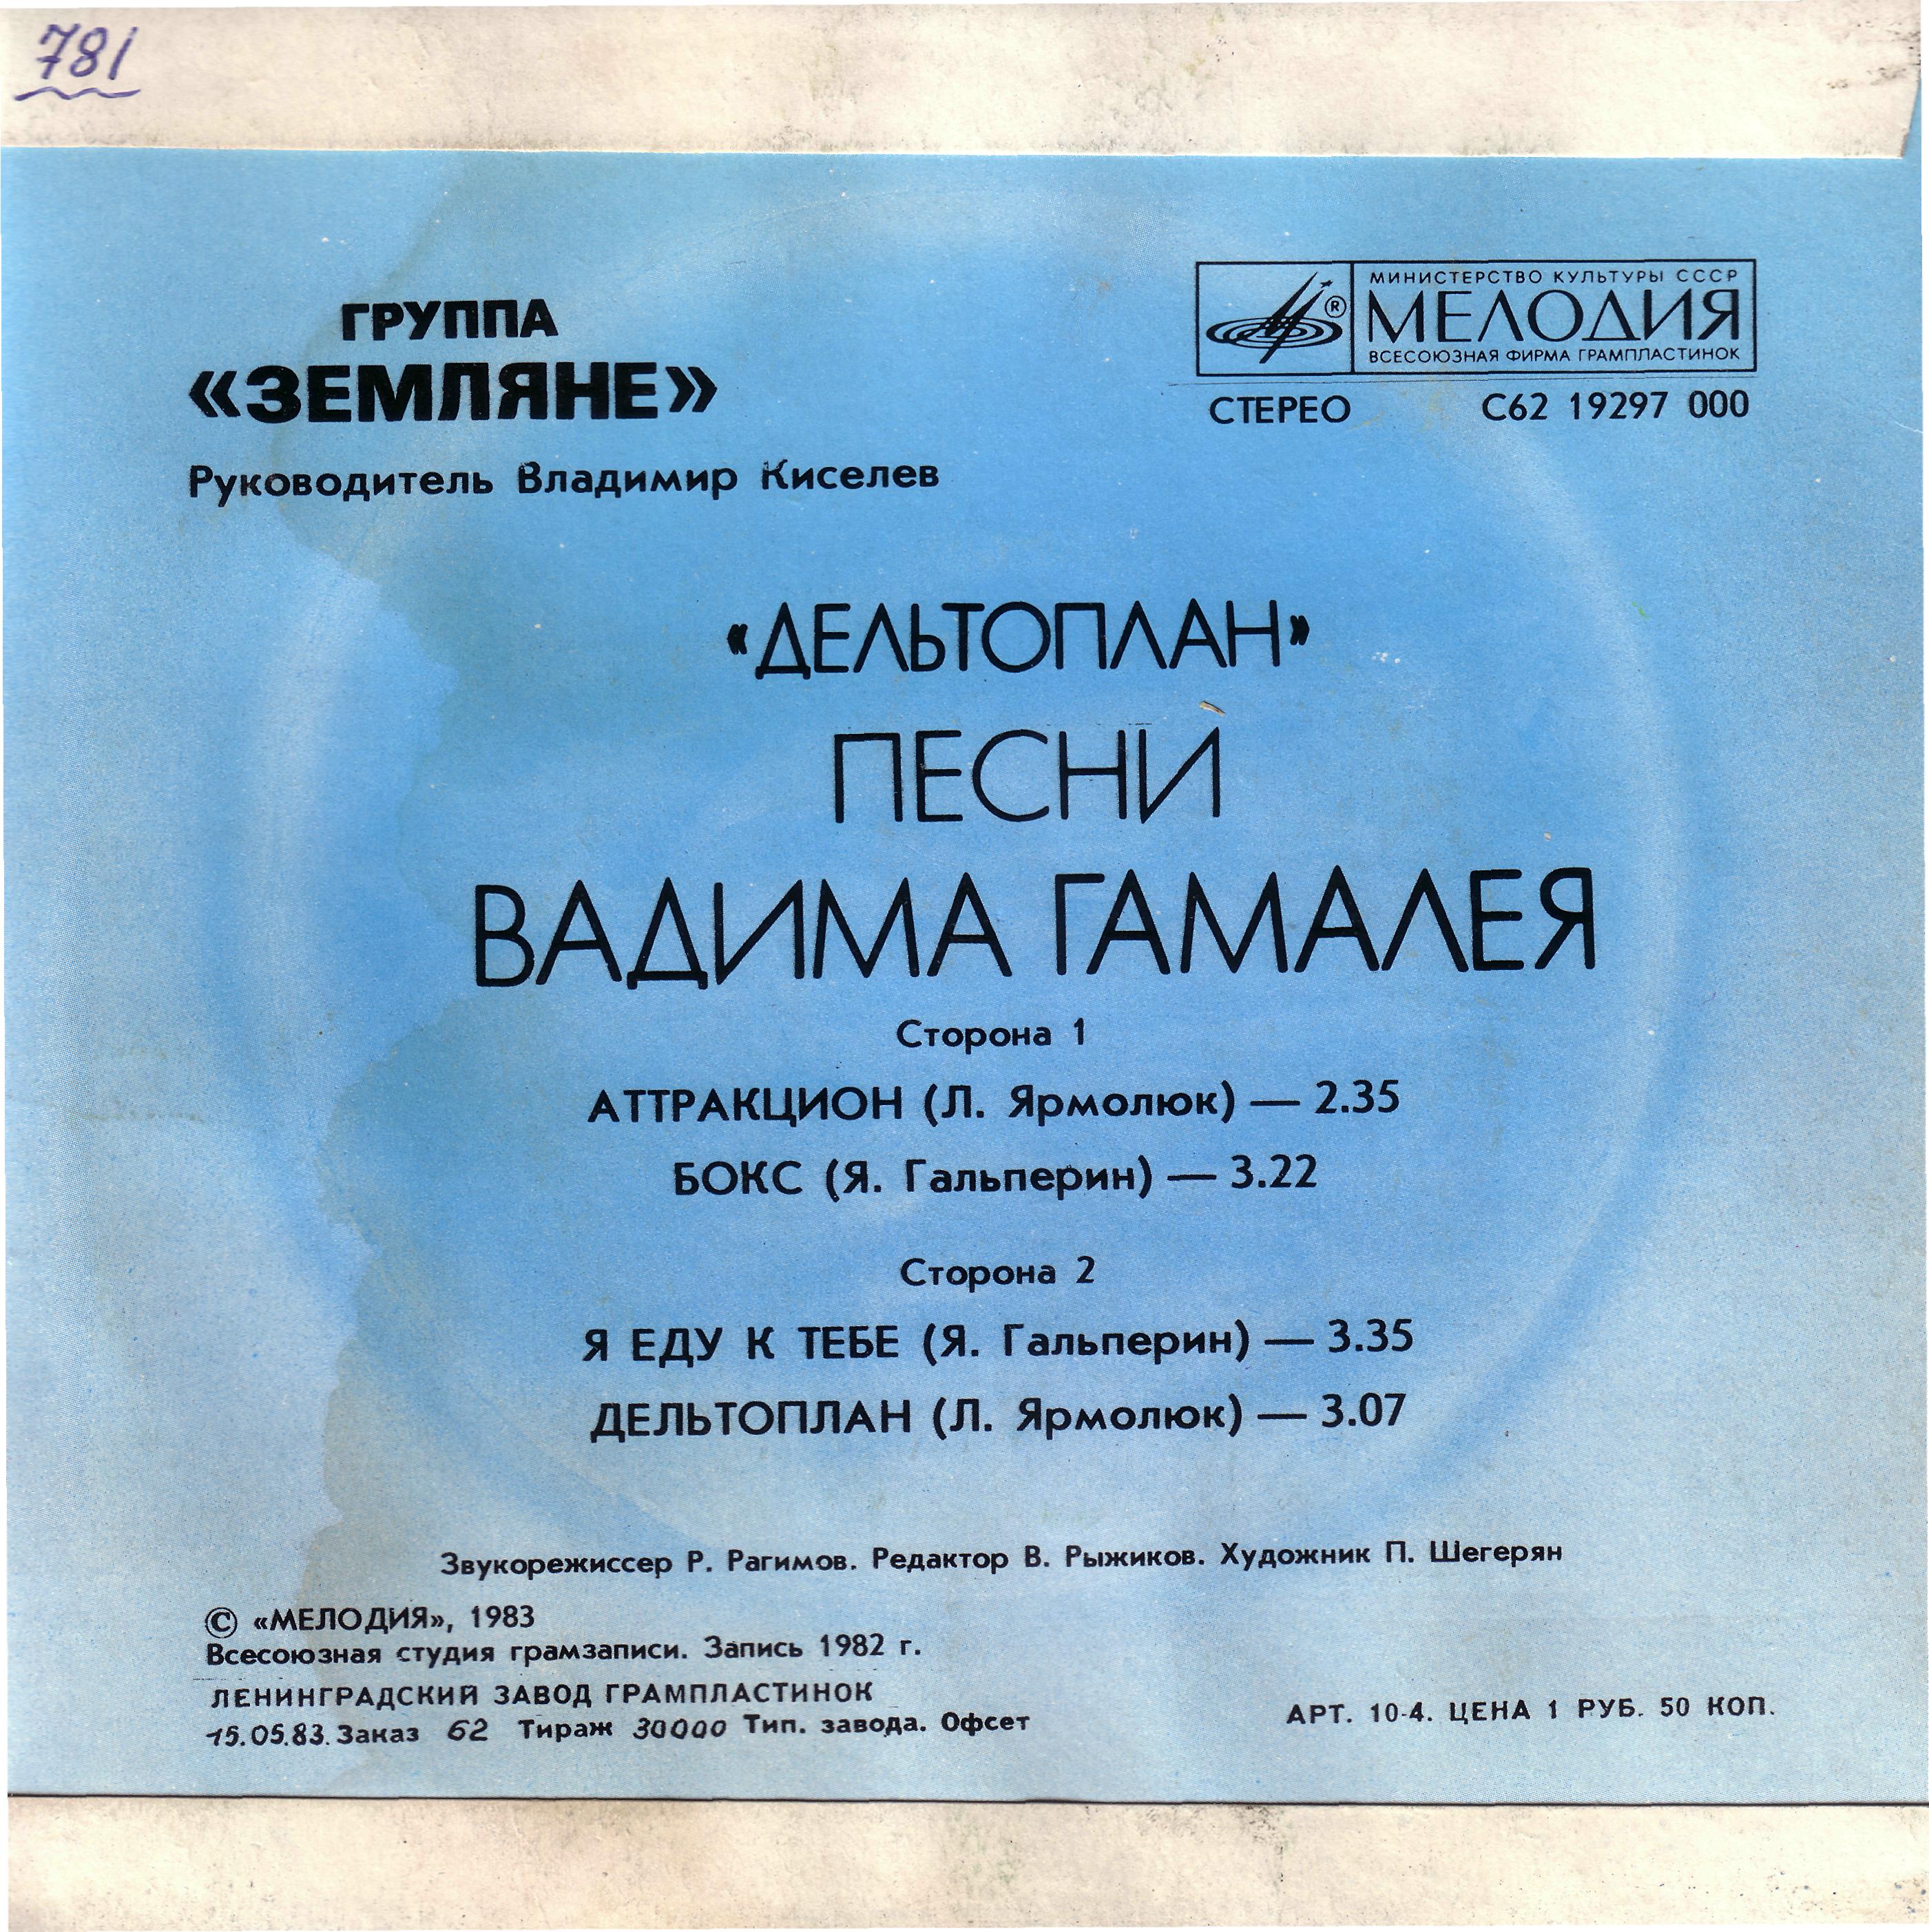 781
ГРУППА
«ЗЕМЛЯНЕ»
Руководитель Владимир Киселев
®
МИНИСТЕРСТВО КУЛЬТУРЫ СССР
МЕЛОДИЯ
ВСЕСОЮЗНАЯ ФИРМА ГРАМПЛАСТИНОК
СТЕРЕО С62 19297 000
«ДЕЛЬТОПЛАН»
ПЕСНИ
ВАДИМА ГАМАЛЕЯ
Сторона 1
АТТРАКЦИОН (Л. Ярмолюк) — 2.35
БОКС (Я. Гальперин) — 3.22
Сторона 2
Я ЕДУ К ТЕБЕ (Я. Гальперин) — 3.35
ДЕЛЬТОПЛАН (Л. Ярмолюк) — 3.07
Звукорежиссер Р. Рагимов. Редактор В. Рыжиков. Художник П. Шегерян
© «МЕЛОДИЯ», 1983
Всесоюзная студия грамзаписи. Запись 1982 г.
ЛЕНИНГРАДСКИЙ ЗАВОД ГРАМПЛАСТИНОК
15.05.83. Заказ 62 Тираж 30000 Тип. завода. Офсет
АРТ. 10-4. ЦЕНА 1 РУБ. 50 КОП.